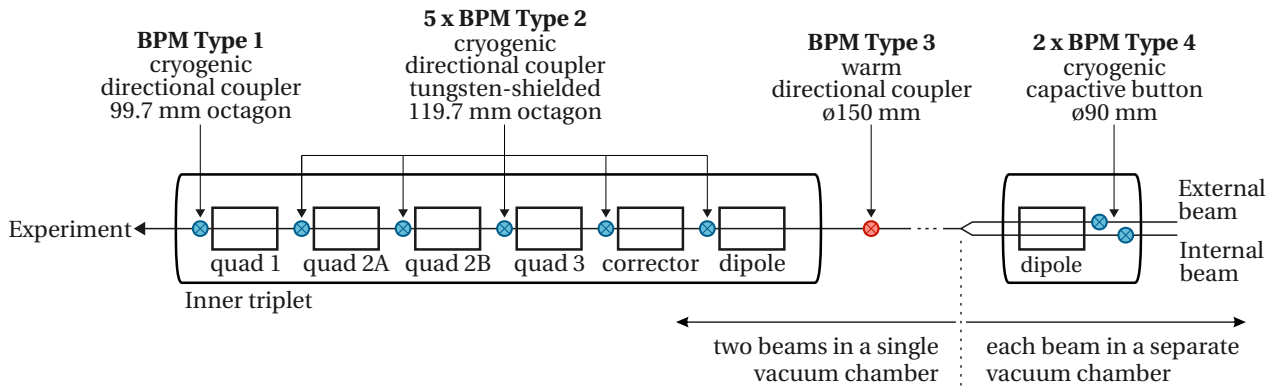 BPM Type 1
cryogenic
directional coupler
99.7 mm octagon
5 x BPM Type 2
cryogenic
directional coupler
tungsten-shielded
119.7 mm octagon
BPM Type 3
warm
directional coupler
ø150 mm
2 x BPM Type 4
cryogenic
capactive button
ø90 mm
Experiment
quad 1
quad 2A
quad 2B
quad 3
corrector
dipole
dipole
External
beam
Internal
beam
Inner triplet
two beams in a single
vacuum chamber
each beam in a separate
vacuum chamber